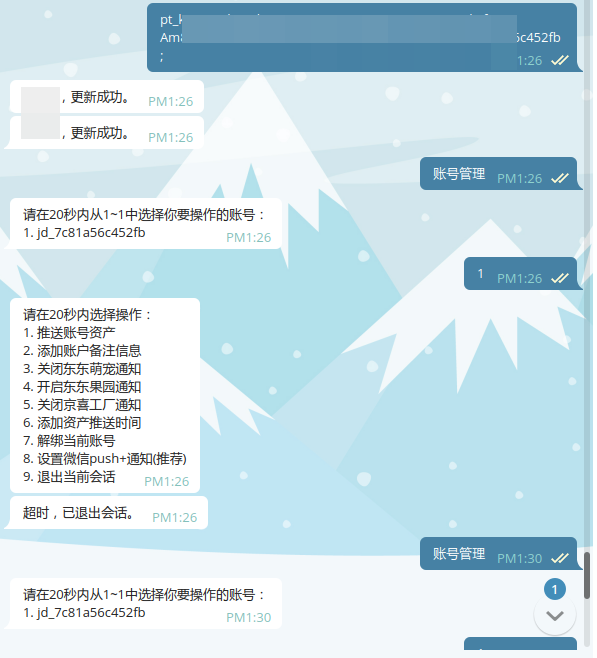 pt_k
Am8
6c452fb
;
1:26
，更新成功。 PM1:26
，更新成功。 PM1:26
账号管理 PM1:26
请在20秒内从1~1中选择你要操作的账号：
1. jd_7c81a56c452fb
PM1:26
1 PM1:26
请在20秒内选择操作：
1. 推送账号资产
2. 添加账户备注信息
3. 关闭东东萌宠通知
4. 开启东东果园通知
5. 关闭京喜工厂通知
6. 添加资产推送时间
7. 解绑当前账号
8. 设置微信push+通知(推荐)
9. 退出当前会话
PM1:26
超时，已退出会话。 PM1:26
账号管理 PM1:30
请在20秒内从1~1中选择你要操作的账号：
1. jd_7c81a56c452fb
PM1:30
1